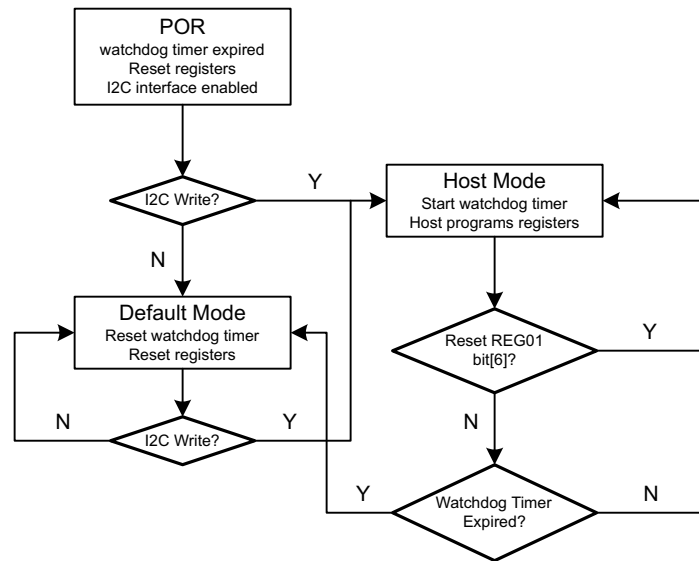 POR
watchdog timer expired
Reset registers
I2C interface enabled
I2C Write?
Y
N
Host Mode
Start watchdog timer
Host programs registers
Default Mode
Reset watchdog timer
Reset registers
I2C Write?
N
Y
Reset REG01
bit[6]?
Y
N
Watchdog Timer
Expired?
Y
N